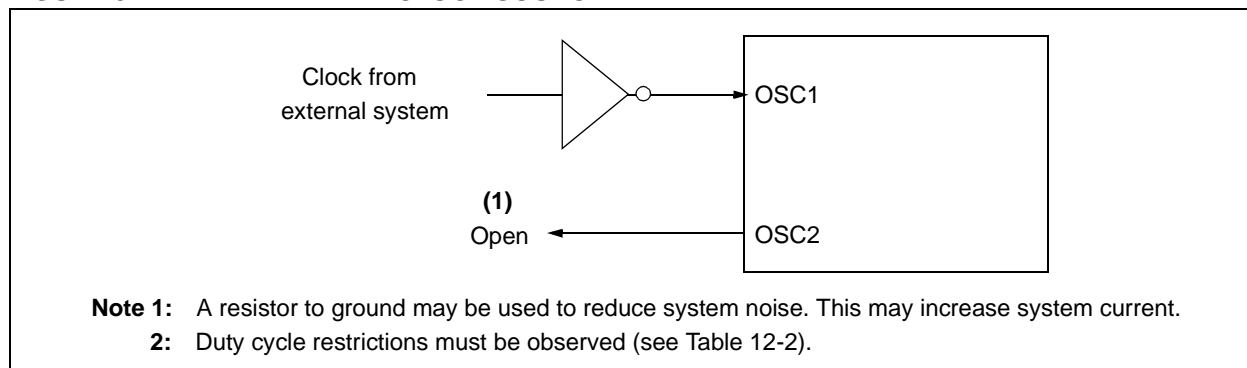 Clock from
external system
OSC1
(1)
Open
OSC2
Note 1: A resistor to ground may be used to reduce system noise. This may increase system current.
2: Duty cycle restrictions must be observed (see Table 12-2).